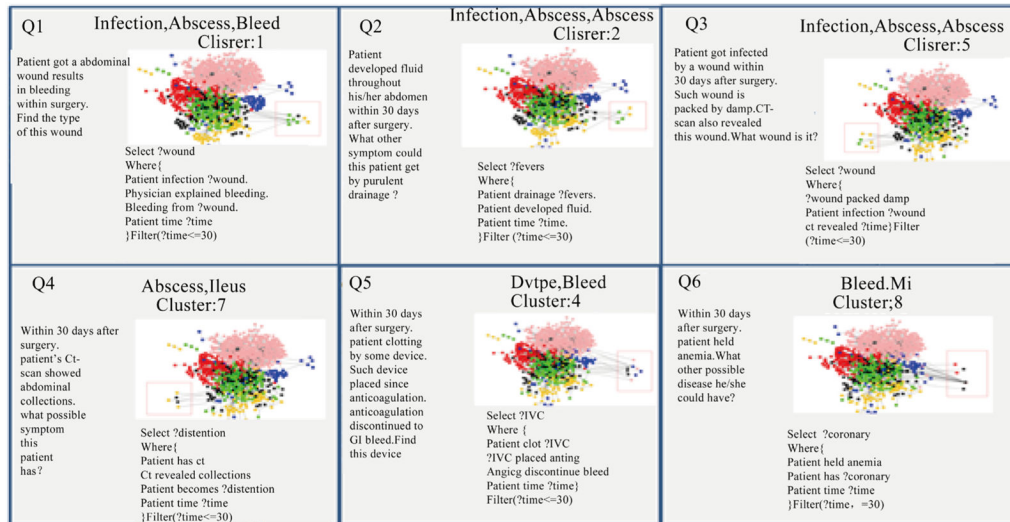 Q1
Infection,Abscess,Bleed
Clisrer:1
Patient got a abdominal
wound results
in bleeding
within surgery.
Find the type
of this wound
Select ?wound
Where{
Patient infection ?wound.
Physician explained bleeding.
Bleeding from ?wound.
Patient time ?time
}Filter(?time<=30)
Q2
Infection,Abscess,Abscess
Clisrer:2
Patient
developed fluid
throughout
his/her abdomen
within 30 days
after surgery.
What other
symptom could
this patient get
by purulent
drainage ?
Select ?fevers
Where{
Patient drainage ?fevers.
Patient developed fluid.
Patient time ?time.
}Filter (?time<=30)
Q3
Infection,Abscess,Abscess
Clisrer:5
Patient got infected
by a wound within
30 days after surgery.
Such wound is
packed by damp.CT-
scan also revealed
this wound.What wound is it?
Select ?wound
Where{
?wound packed damp
Patient infection ?wound
ct revealed ?time}Filter
(?time<=30)
Q4
Abscess,Ileus
Cluster:7
Within 30 days after
surgery.
patient's Ct-
scan showed
abdominal
collections.
what possible
symptom
this
patient
has?
Select ?distention
Where{
Patient has ct
Ct revealed collections
Patient becomes ?distention
Patient time ?time
}Filter(?time<=30)
Q5
Dvtpe,Bleed
Cluster:4
Within 30 days
after surgery.
patient clotting
by some device.
Such device
placed since
anticoagulation.
anticoagulation
discontinued to
GI bleed.Find
this device
Select ?IVC
Where {
Patient clot ?IVC
?IVC placed anting
Angicg discontinue bleed
Patient time ?time}
Filter(?time<=30)
Q6
Bleed.Mi
Cluster;8
Within 30 days
after surgery.
patient held
anemia.What
other possible
disease he/she
could have?
Select ?coronary
Where{
Patient held anemia
Patient has ?coronary
Patient time ?time
}Filter(?time, =30)